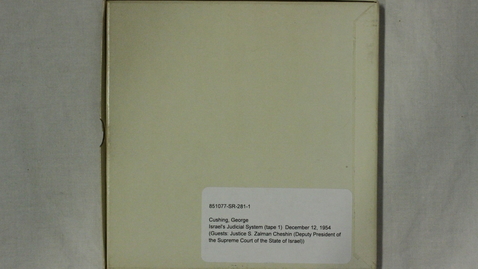 851077-SR-281-1
Cushing, George
Israel's Judicial System (tape 1) December 12, 1954
(Guests: Justice S. Zalman Cheshin (Deputy President of
the Supreme Court of the State of Israel))